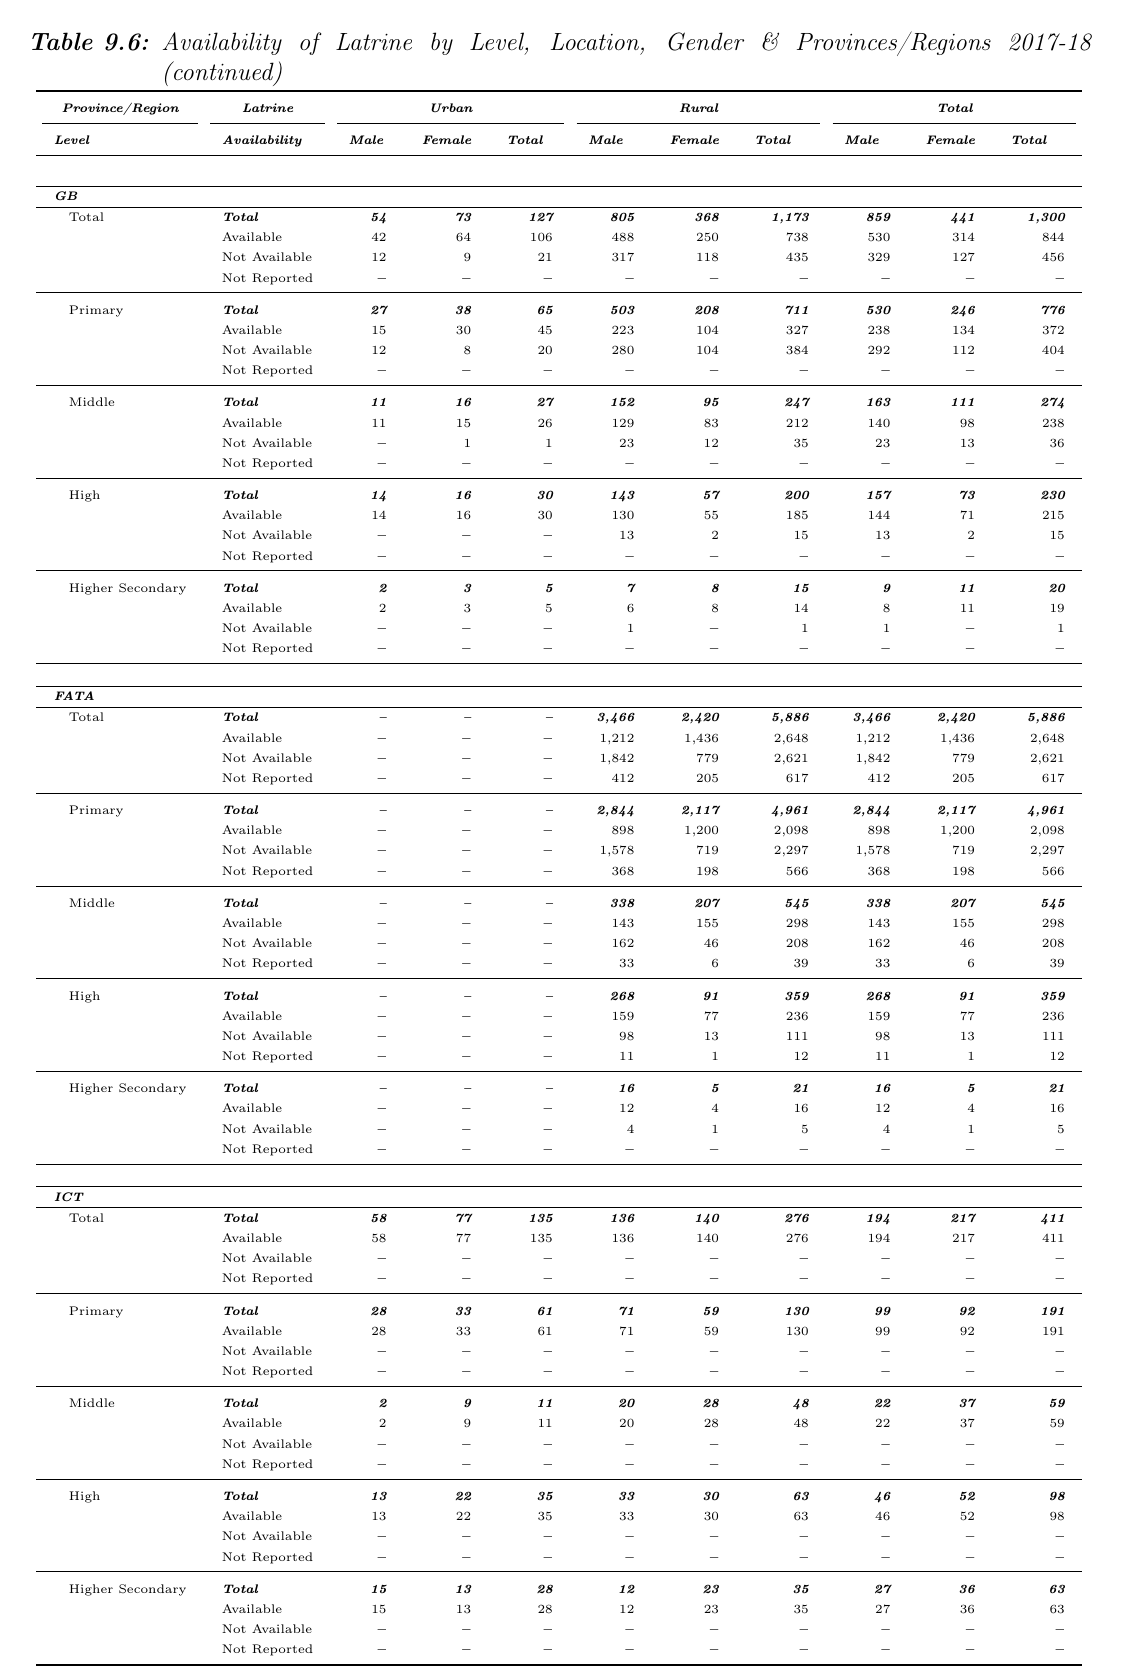 Table 9.6: Availability of Latrine by Level, Location, Gender & Provinces/Regions 2017-18
(continued)
Province/Region Latrine Urban Rural Total
Level Availability Male Female Total Male Female Total Male Female Total
GB
Total Total 54 73 127 805 368 1,173 859 441 1,300
Available 42 64 106 488 250 738 530 314 844
Not Available 12 9 21 317 118 435 329 127 456
Not Reported – – – – – – – – –
Primary Total 27 38 65 503 208 711 530 246 776
Available 15 30 45 223 104 327 238 134 372
Not Available 12 8 20 280 104 384 292 112 404
Not Reported – – – – – – – – –
Middle Total 11 16 27 152 95 247 163 111 274
Available 11 15 26 129 83 212 140 98 238
Not Available – 1 1 23 12 35 23 13 36
Not Reported – – – – – – – – –
High Total 14 16 30 143 57 200 157 73 230
Available 14 16 30 130 55 185 144 71 215
Not Available – – – 13 2 15 13 2 15
Not Reported – – – – – – – – –
Higher Secondary Total 2 3 5 7 8 15 9 11 20
Available 2 3 5 6 8 14 8 11 19
Not Available – – – 1 – 1 1 – 1
Not Reported – – – – – – – – –
FATA
Total Total – – – 3,466 2,420 5,886 3,466 2,420 5,886
Available – – – 1,212 1,436 2,648 1,212 1,436 2,648
Not Available – – – 1,842 779 2,621 1,842 779 2,621
Not Reported – – – 412 205 617 412 205 617
Primary Total – – – 2,844 2,117 4,961 2,844 2,117 4,961
Available – – – 898 1,200 2,098 898 1,200 2,098
Not Available – – – 1,578 719 2,297 1,578 719 2,297
Not Reported – – – 368 198 566 368 198 566
Middle Total – – – 338 207 545 338 207 545
Available – – – 143 155 298 143 155 298
Not Available – – – 162 46 208 162 46 208
Not Reported – – – 33 6 39 33 6 39
High Total – – – 268 91 359 268 91 359
Available – – – 159 77 236 159 77 236
Not Available – – – 98 13 111 98 13 111
Not Reported – – – 11 1 12 11 1 12
Higher Secondary Total – – – 16 5 21 16 5 21
Available – – – 12 4 16 12 4 16
Not Available – – – 4 1 5 4 1 5
Not Reported – – – – – – – – –
ICT
Total Total 58 77 135 136 140 276 194 217 411
Available 58 77 135 136 140 276 194 217 411
Not Available – – – – – – – – –
Not Reported – – – – – – – – –
Primary Total 28 33 61 71 59 130 99 92 191
Available 28 33 61 71 59 130 99 92 191
Not Available – – – – – – – – –
Not Reported – – – – – – – – –
Middle Total 2 9 11 20 28 48 22 37 59
Available 2 9 11 20 28 48 22 37 59
Not Available – – – – – – – – –
Not Reported – – – – – – – – –
High Total 13 22 35 33 30 63 46 52 98
Available 13 22 35 33 30 63 46 52 98
Not Available – – – – – – – – –
Not Reported – – – – – – – – –
Higher Secondary Total 15 13 28 12 23 35 27 36 63
Available 15 13 28 12 23 35 27 36 63
Not Available – – – – – – – – –
Not Reported – – – – – – – – –